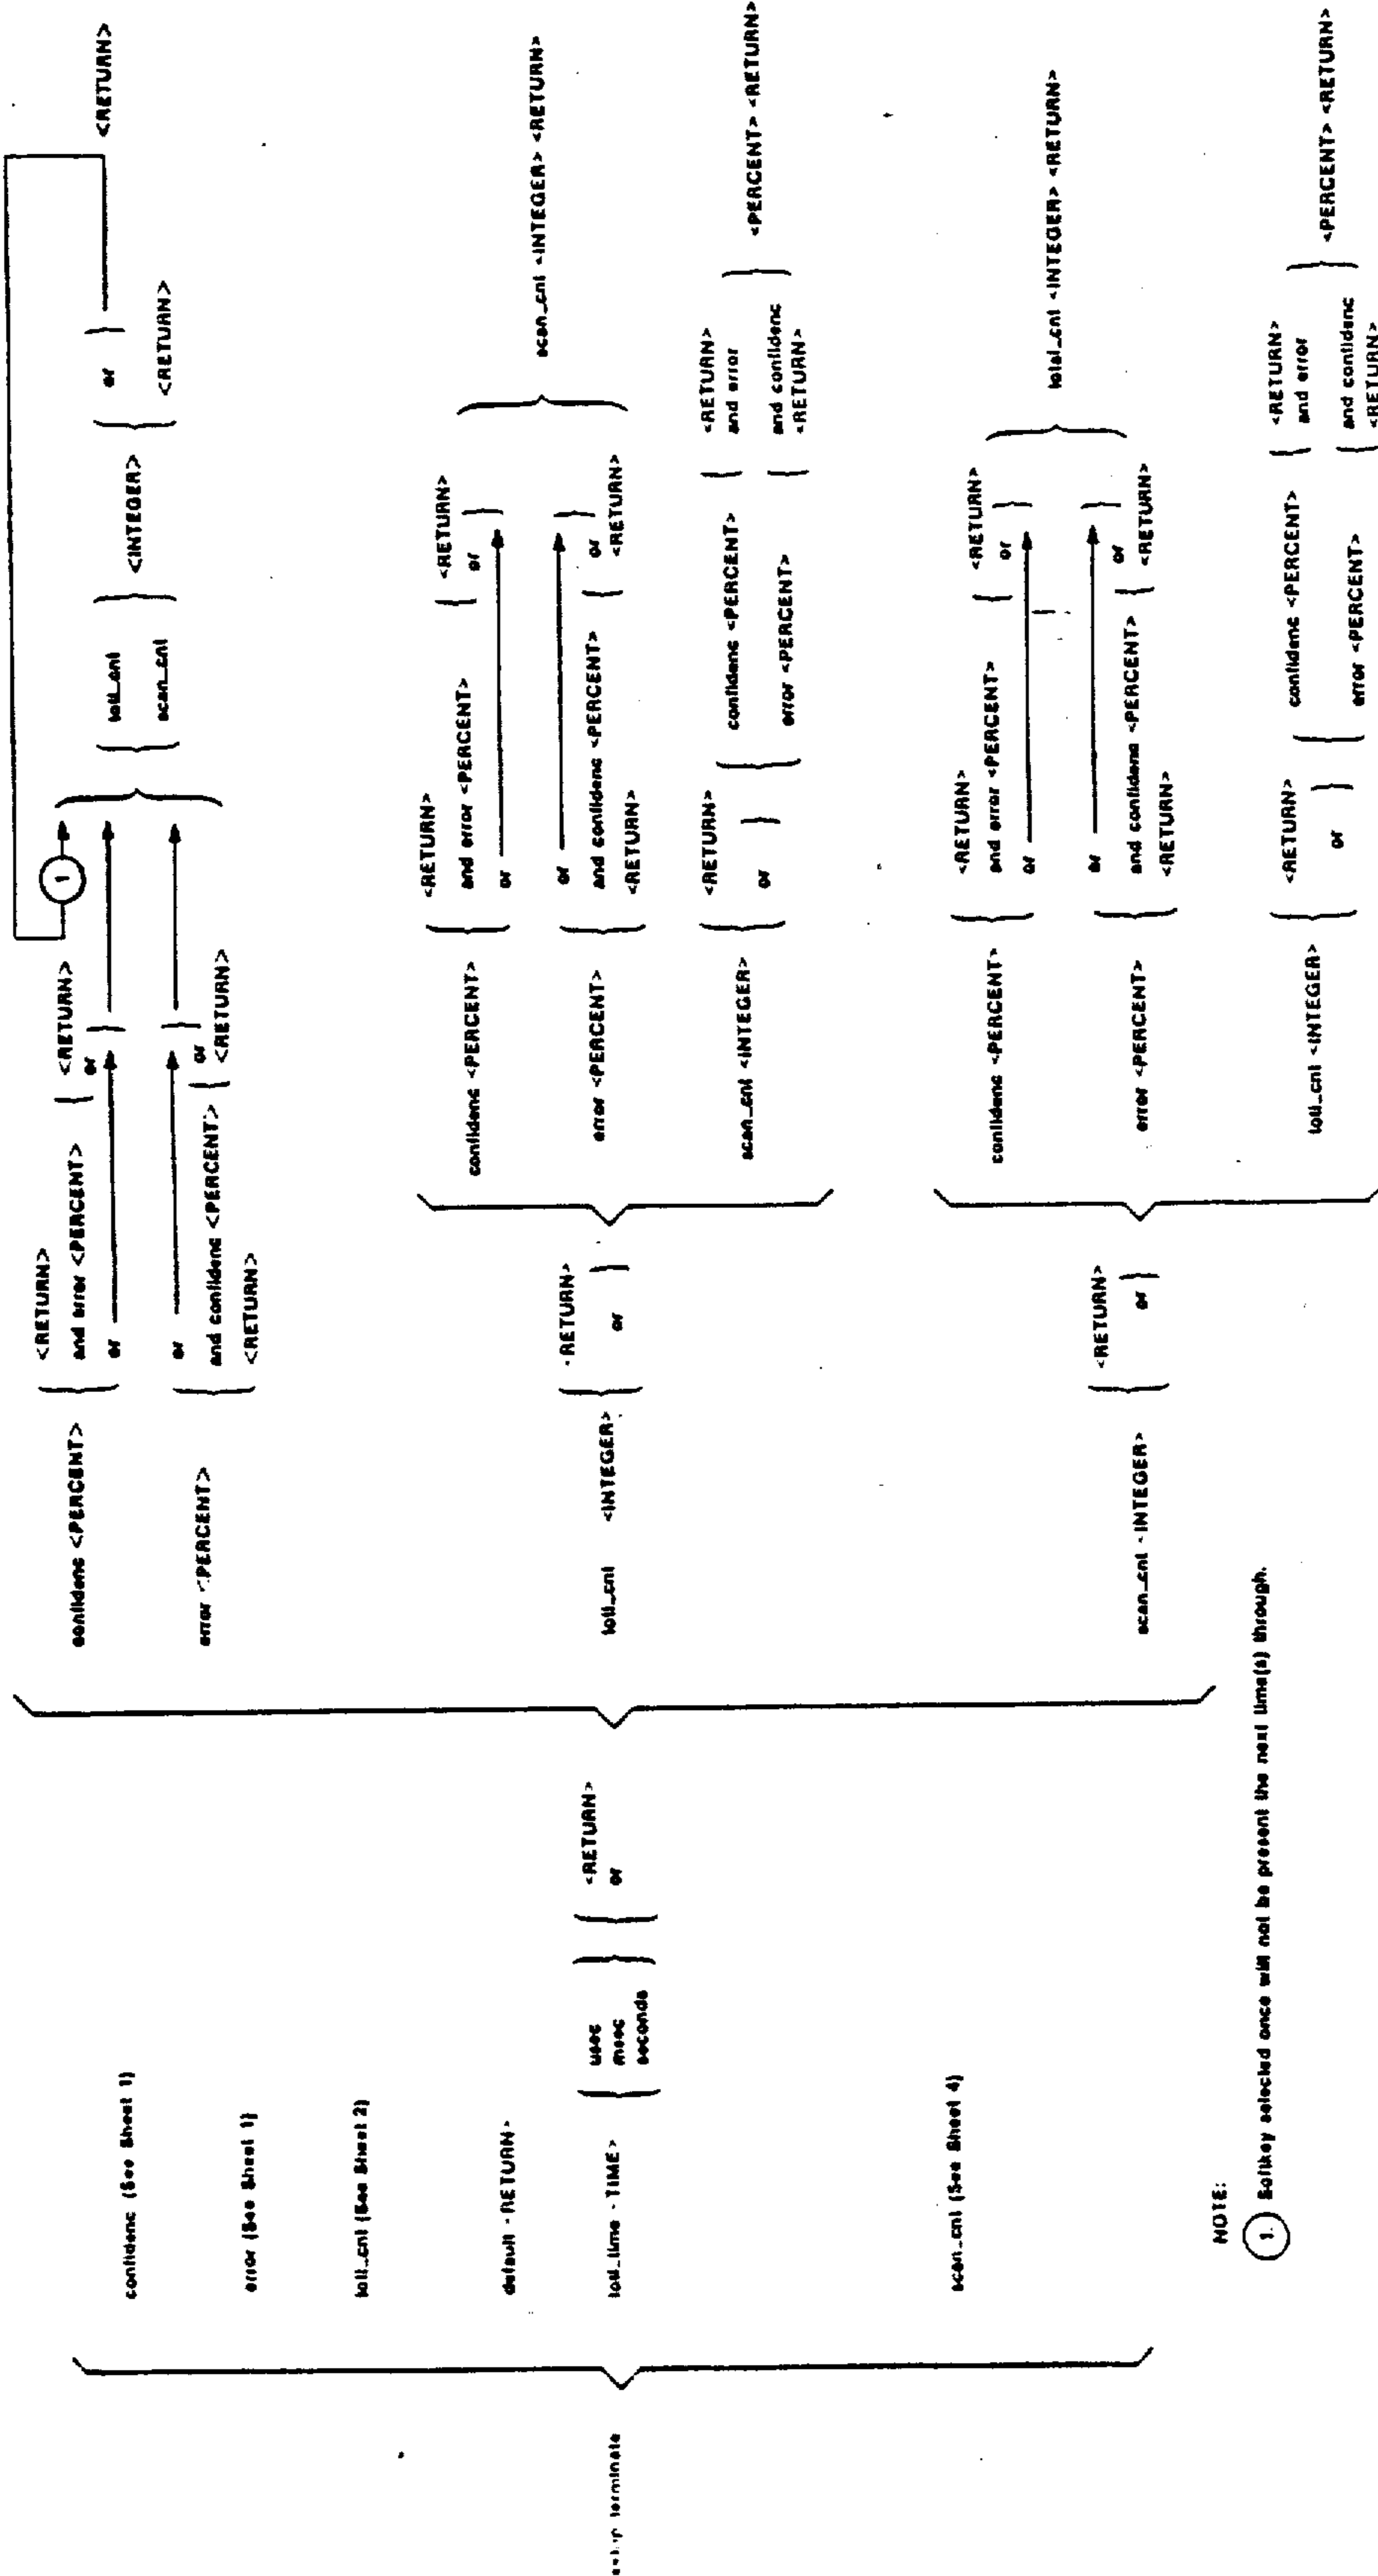 terminate
confidenc (See Sheet 1)
error (See Sheet 1)
totl_cnt (See Sheet 2)
default <RETURN>
totl_time <TIME>
usec
msec
seconds
<RETURN>
or
scan_cnt (See Sheet 4)
confidenc <PERCENT>
<RETURN>
and error <PERCENT>
or
<RETURN>
or
error <PERCENT>
or
and confidenc <PERCENT>
<RETURN>
or
<RETURN>
1
totl_cnt
scan_cnt
<INTEGER>
or
<RETURN>
<RETURN>
totl_cnt <INTEGER>
<RETURN>
or
confidenc <PERCENT>
<RETURN>
and error <PERCENT>
or
<RETURN>
or
error <PERCENT>
or
and confidenc <PERCENT>
<RETURN>
or
<RETURN>
scan_cnt <INTEGER> <RETURN>
scan_cnt <INTEGER>
<RETURN>
or
confidenc <PERCENT>
error <PERCENT>
<RETURN>
and error
and confidenc
<RETURN>
<PERCENT> <RETURN>
scan_cnt <INTEGER>
<RETURN>
or
confidenc <PERCENT>
<RETURN>
and error <PERCENT>
or
<RETURN>
or
error <PERCENT>
or
and confidenc <PERCENT>
<RETURN>
or
<RETURN>
total_cnt <INTEGER> <RETURN>
totl_cnt <INTEGER>
<RETURN>
or
confidenc <PERCENT>
error <PERCENT>
<RETURN>
and error
and confidenc
<RETURN>
<PERCENT> <RETURN>
NOTE:
1. Softkey selected once will not be present the next time(s) through.